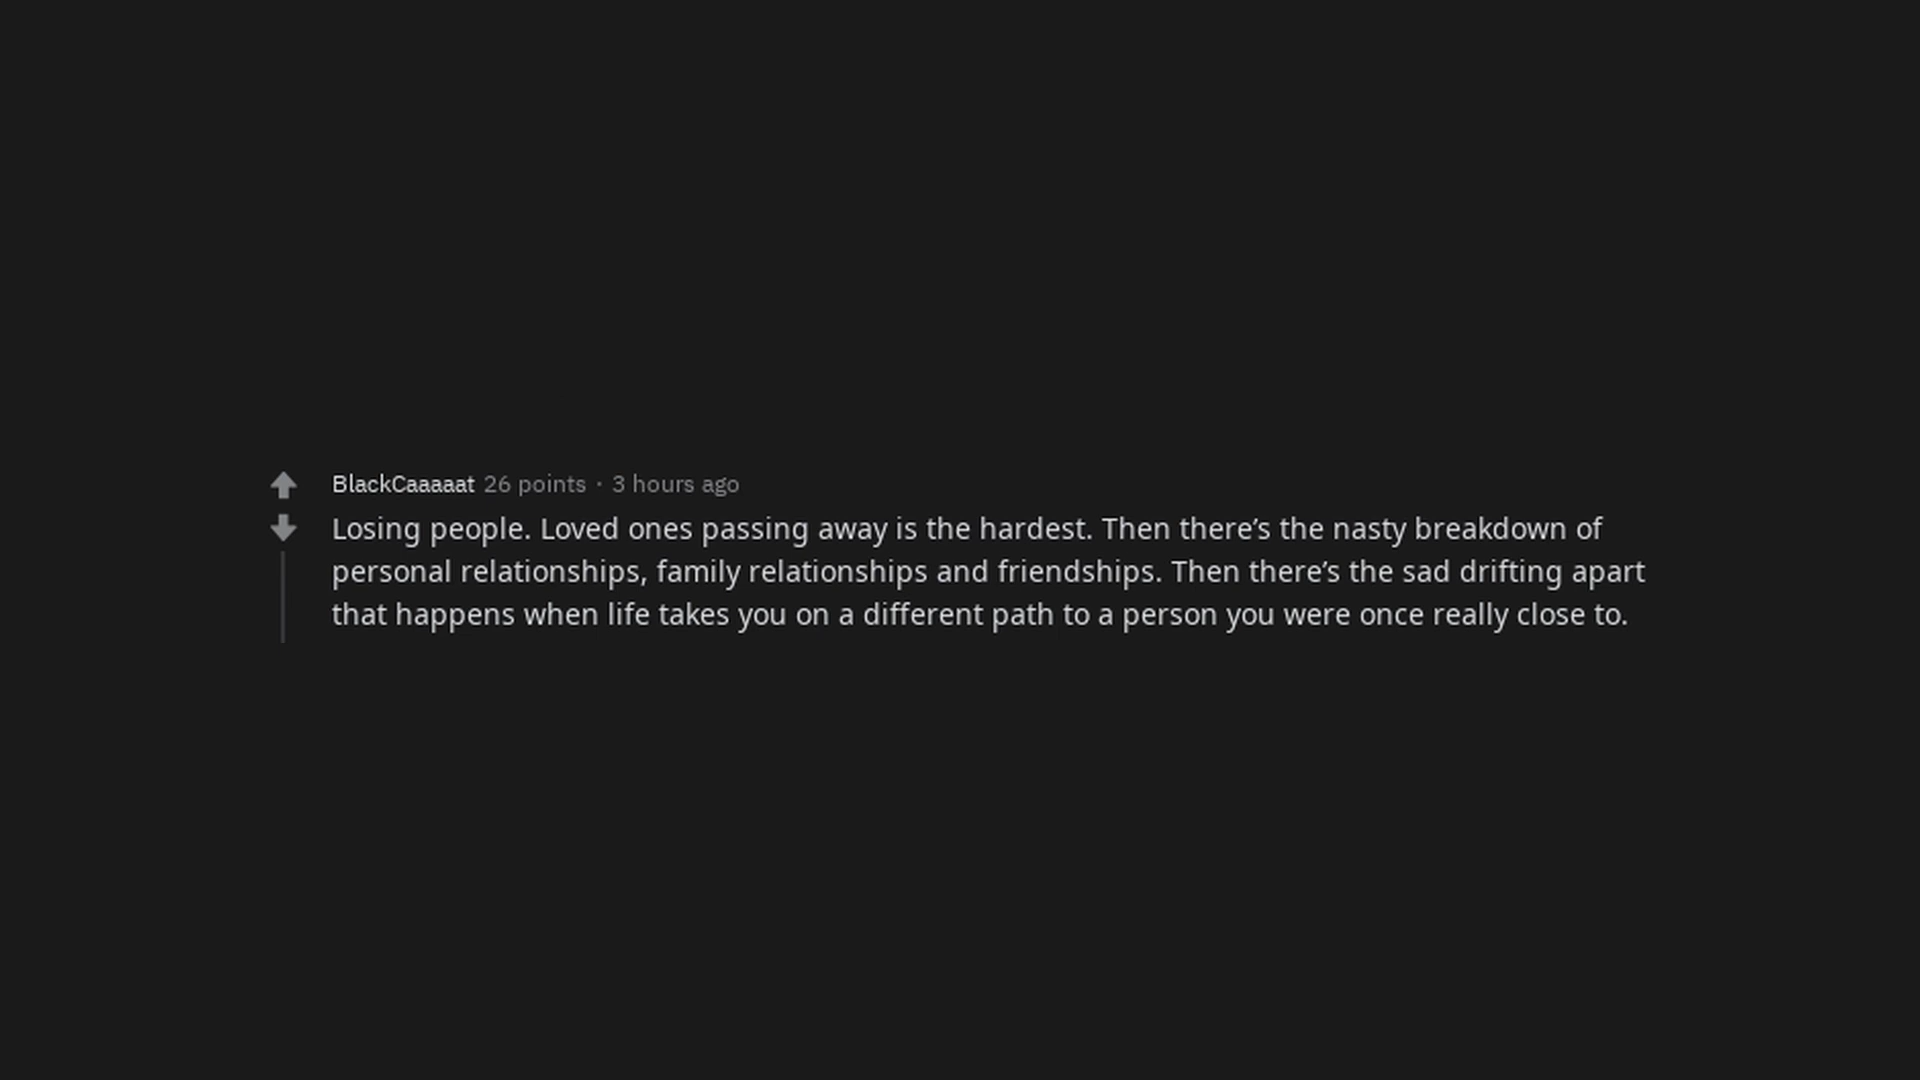 BlackCaaaaat 26 points · 3 hours ago
Losing people. Loved ones passing away is the hardest. Then there’s the nasty breakdown of
personal relationships, family relationships and friendships. Then there’s the sad drifting apart
that happens when life takes you on a different path to a person you were once really close to.